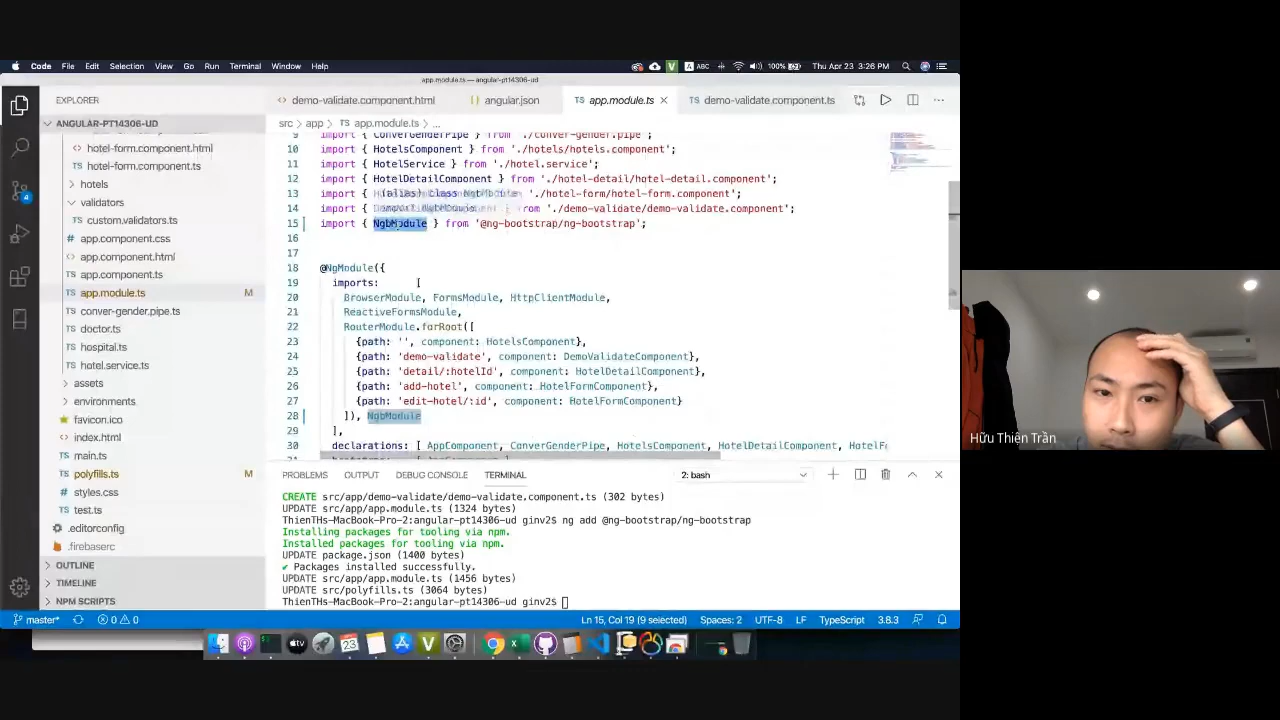 Code File Edit Selection View Go Run Terminal Window Help
ABC 100% Thu Apr 23 3:26 PM
app.module.ts — angular-pt14306-ud
EXPLORER
ANGULAR-PT14306-UD
hotel-form.component.html
hotel-form.component.ts
hotels
validators
custom.validators.ts
app.component.css
app.component.html
app.component.ts
app.module.ts M
conver-gender.pipe.ts
doctor.ts
hospital.ts
hotel.service.ts
assets
environments
favicon.ico
index.html
main.ts
polyfills.ts M
styles.css
test.ts
.editorconfig
.firebaserc
OUTLINE
TIMELINE
NPM SCRIPTS
demo-validate.component.html angular.json app.module.ts demo-validate.component.ts
src > app > app.module.ts > ...
9 import { ConverGenderPipe } from './conver-gender.pipe';
10 import { HotelsComponent } from './hotels/hotels.component';
11 import { HotelService } from './hotel.service';
12 import { HotelDetailComponent } from './hotel-detail/hotel-detail.component';
13 import { './hotel-form/hotel-form.component';
14 import { from './demo-validate/demo-validate.component';
15 import { NgbModule } from '@ng-bootstrap/ng-bootstrap';
16
17
18 @NgModule({
19 imports: [
20 BrowserModule, FormsModule, HttpClientModule,
21 ReactiveFormsModule,
22 RouterModule.forRoot([
23 {path: '', component: HotelsComponent},
24 {path: 'demo-validate', component: DemoValidateComponent},
25 {path: 'detail/:hotelId', component: HotelDetailComponent},
26 {path: 'add-hotel', component: HotelFormComponent},
27 {path: 'edit-hotel/:id', component: HotelFormComponent}
28 ]), NgbModule
29 ],
30 declarations: [ AppComponent, ConverGenderPipe, HotelsComponent, HotelDetailComponent, HotelFo
PROBLEMS OUTPUT DEBUG CONSOLE TERMINAL 2: bash
CREATE src/app/demo-validate/demo-validate.component.ts (302 bytes)
UPDATE src/app/app.module.ts (1324 bytes)
ThienTHs-MacBook-Pro-2:angular-pt14306-ud ginv2$ ng add @ng-bootstrap/ng-bootstrap
Installing packages for tooling via npm.
Installed packages for tooling via npm.
UPDATE package.json (1400 bytes)
✔ Packages installed successfully.
UPDATE src/app/app.module.ts (1456 bytes)
UPDATE src/polyfills.ts (3064 bytes)
ThienTHs-MacBook-Pro-2:angular-pt14306-ud ginv2$
master* 0 0 Ln 15, Col 19 (9 selected) Spaces: 2 UTF-8 LF TypeScript 3.8.3
Hữu Thiện Trần